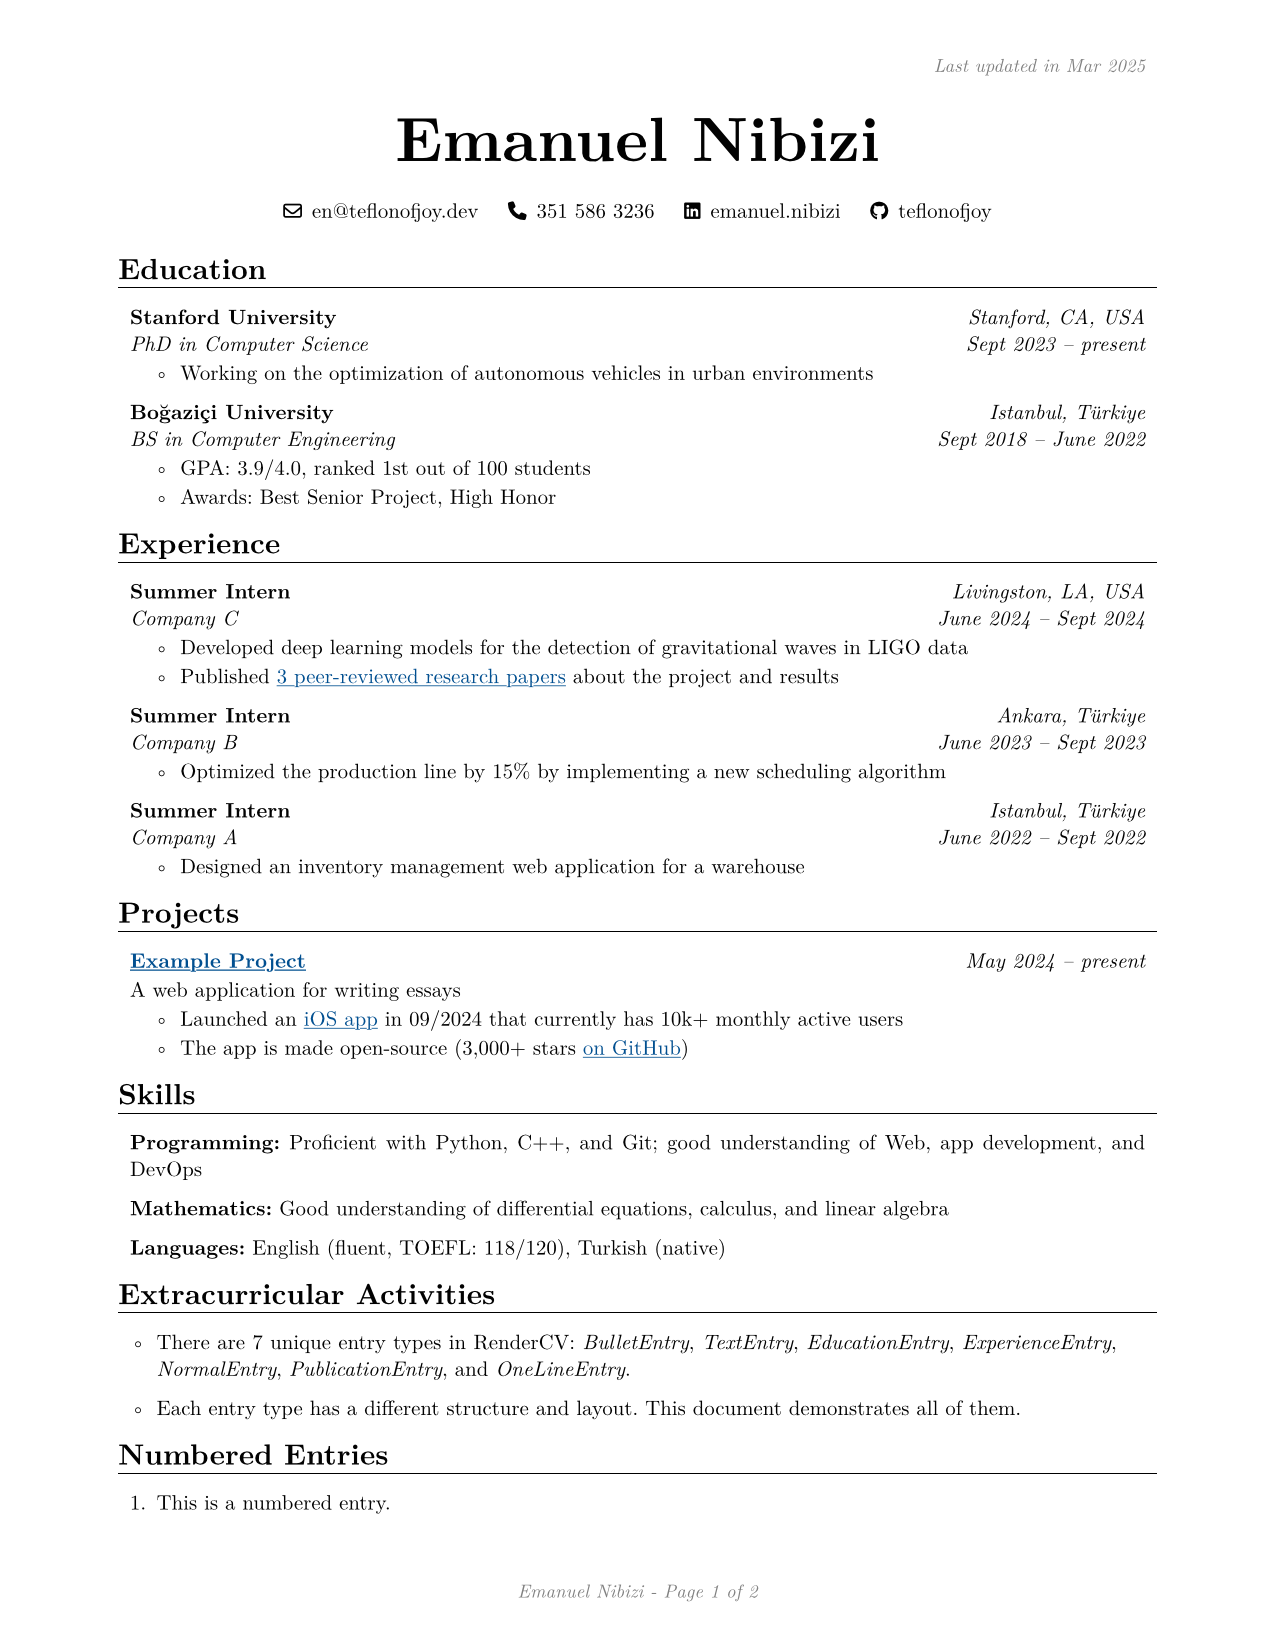 Last updated in Mar 2025
Emanuel Nibizi
en@teflonofjoy.dev 351 586 3236 emanuel.nibizi teflonofjoy
Education
Stanford University Stanford, CA, USA
PhD in Computer Science Sept 2023 – present
◦ Working on the optimization of autonomous vehicles in urban environments
Boğaziçi University Istanbul, Türkiye
BS in Computer Engineering Sept 2018 – June 2022
◦ GPA: 3.9/4.0, ranked 1st out of 100 students
◦ Awards: Best Senior Project, High Honor
Experience
Summer Intern Livingston, LA, USA
Company C June 2024 – Sept 2024
◦ Developed deep learning models for the detection of gravitational waves in LIGO data
◦ Published 3 peer-reviewed research papers about the project and results
Summer Intern Ankara, Türkiye
Company B June 2023 – Sept 2023
◦ Optimized the production line by 15% by implementing a new scheduling algorithm
Summer Intern Istanbul, Türkiye
Company A June 2022 – Sept 2022
◦ Designed an inventory management web application for a warehouse
Projects
Example Project May 2024 – present
A web application for writing essays
◦ Launched an iOS app in 09/2024 that currently has 10k+ monthly active users
◦ The app is made open-source (3,000+ stars on GitHub)
Skills
Programming: Proficient with Python, C++, and Git; good understanding of Web, app development, and
DevOps
Mathematics: Good understanding of differential equations, calculus, and linear algebra
Languages: English (fluent, TOEFL: 118/120), Turkish (native)
Extracurricular Activities
◦ There are 7 unique entry types in RenderCV: BulletEntry, TextEntry, EducationEntry, ExperienceEntry,
NormalEntry, PublicationEntry, and OneLineEntry.
◦ Each entry type has a different structure and layout. This document demonstrates all of them.
Numbered Entries
1. This is a numbered entry.
Emanuel Nibizi - Page 1 of 2